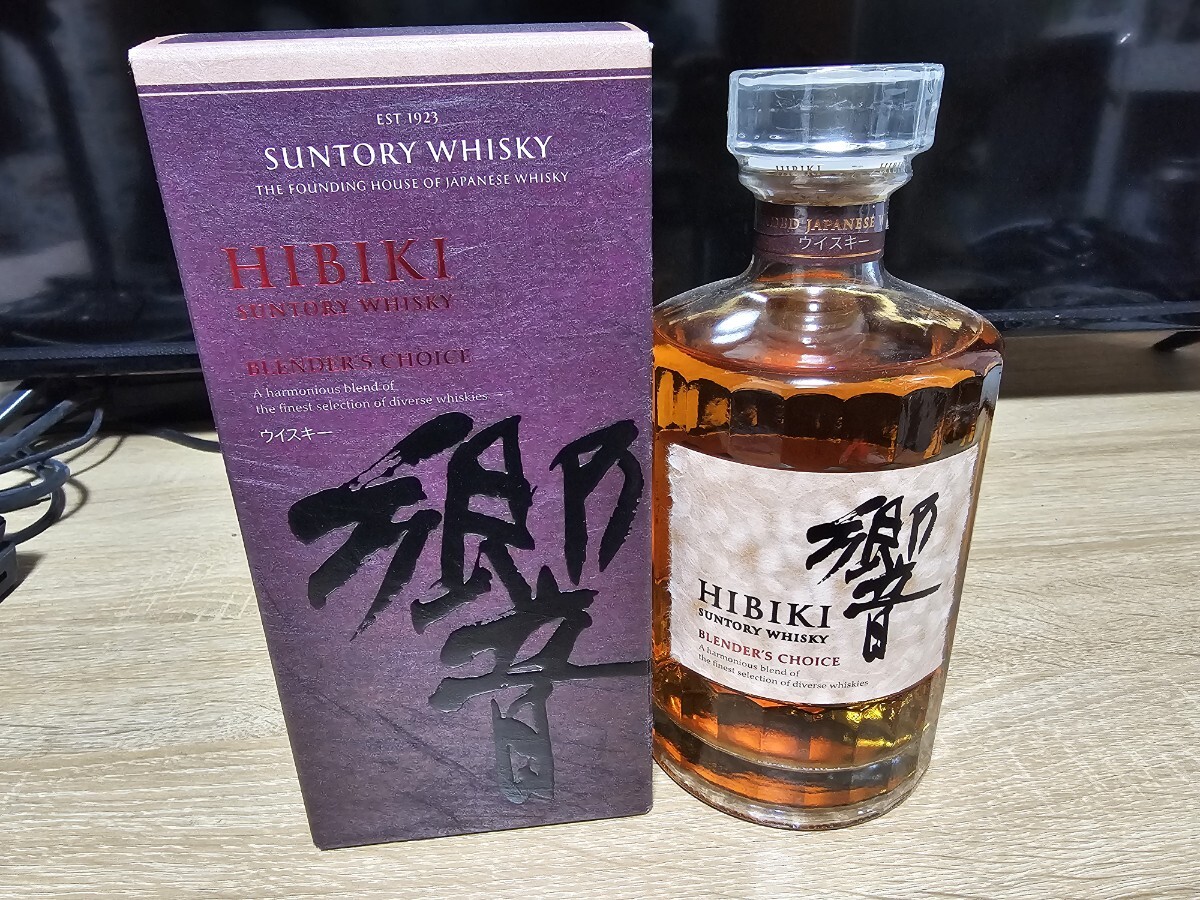 EST 1923
SUNTORY WHISKY
THE FOUNDING HOUSE OF JAPANESE WHISKY
HIBIKI
SUNTORY WHISKY
BLENDER'S CHOICE
A harmonious blend of
the finest selection of diverse whiskies
ウイスキー
響
HIBIKI
JAPANESE
ウイスキー
響
HIBIKI
SUNTORY WHISKY
BLENDER'S CHOICE
A harmonious blend of
the finest selection of diverse whiskies